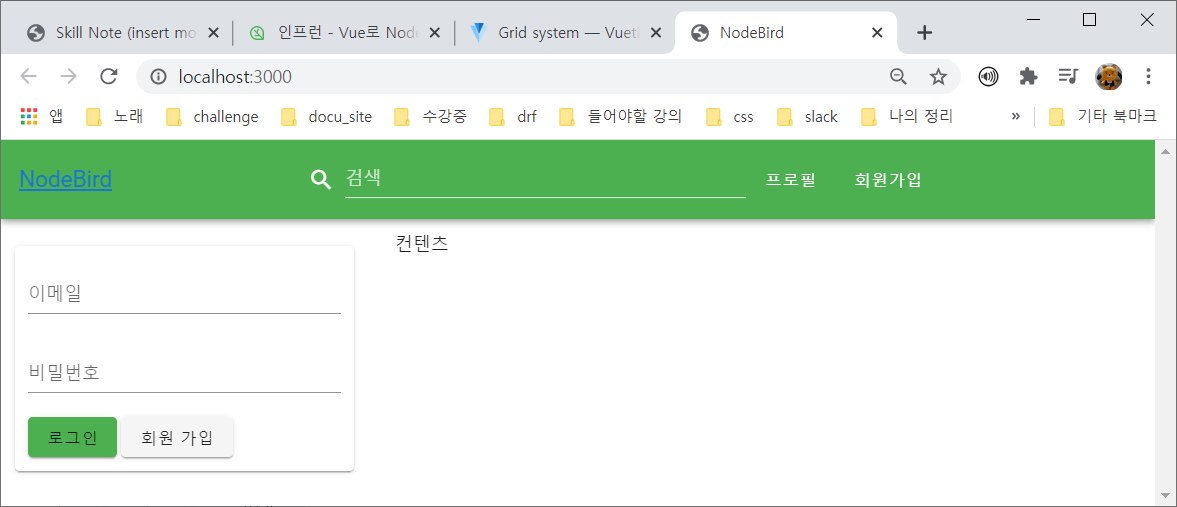 Skill Note (insert mo
인프런 - Vue로 Node
Grid system — Vueti
NodeBird
localhost:3000
앱 노래 challenge docu_site 수강중 drf 들어야할 강의 css slack 나의 정리 » 기타 북마크
NodeBird 검색 프로필 회원가입
컨텐츠
이메일
비밀번호
로그인 회원 가입